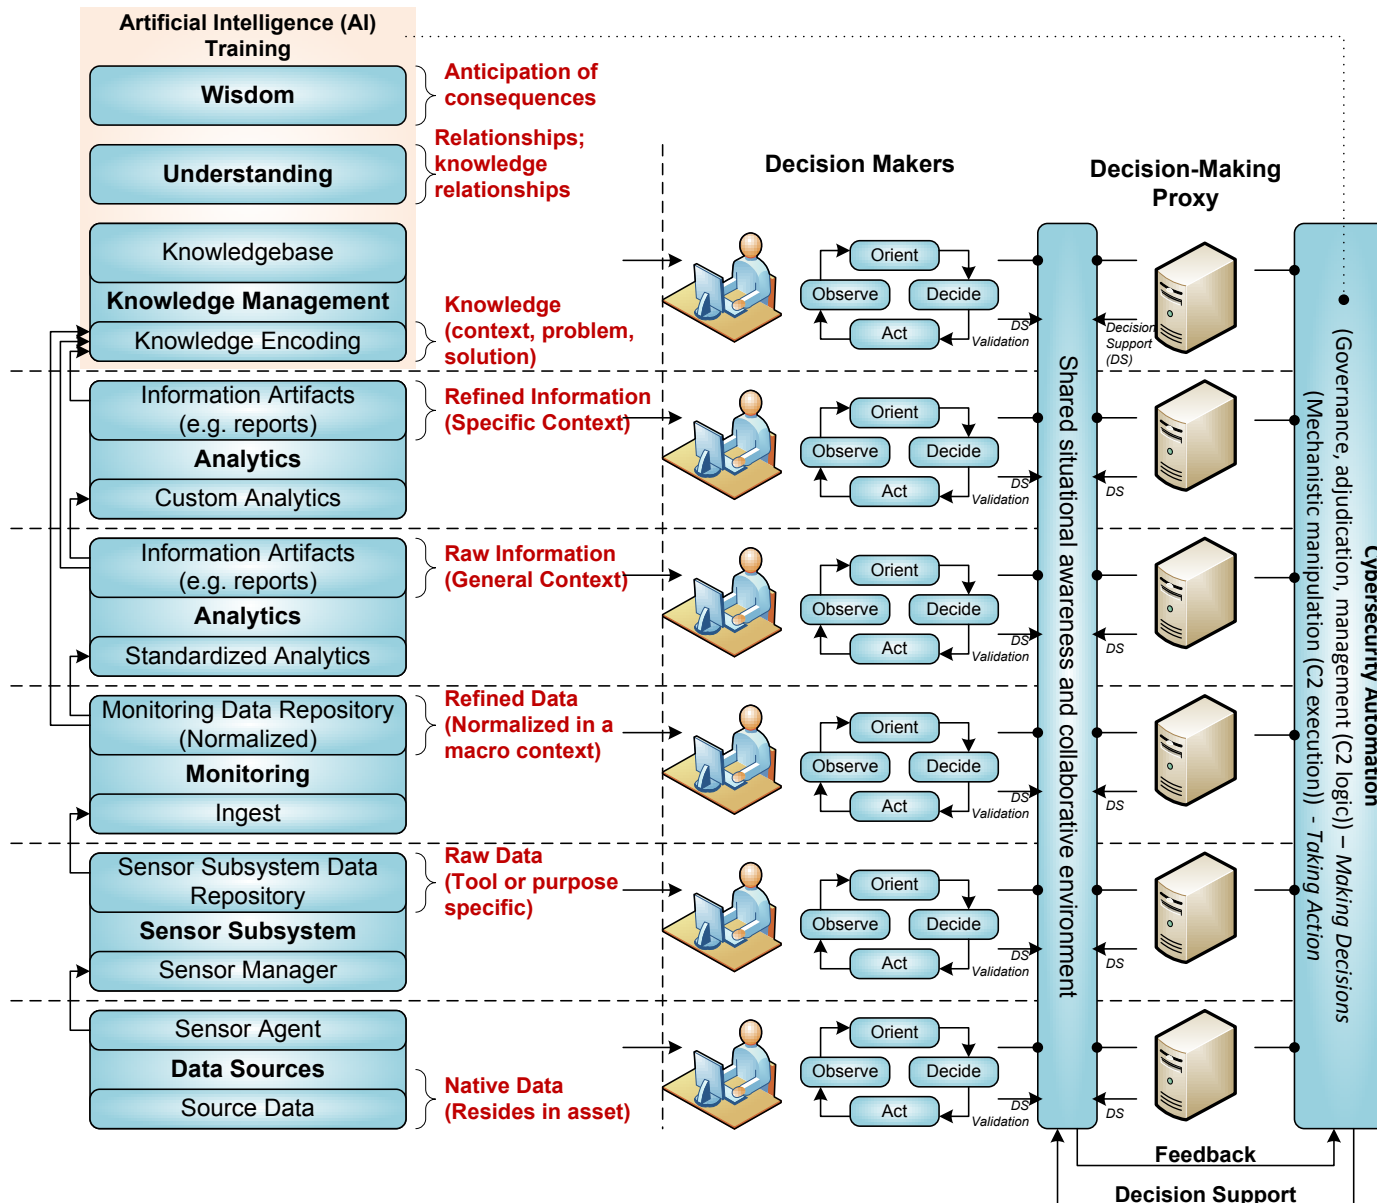 Artificial Intelligence (AI)
Training
Wisdom
Anticipation of
consequences
Understanding
Relationships;
knowledge
relationships
Decision Makers
Decision-Making
Proxy
Knowledgebase
Knowledge Management
Knowledge Encoding
Knowledge
(context, problem,
solution)
Orient
Observe
Decide
Act
DS
Validation
Decision
Support
(DS)
Information Artifacts
(e.g. reports)
Analytics
Custom Analytics
Refined Information
(Specific Context)
Orient
Observe
Decide
Act
DS
Validation
DS
Information Artifacts
(e.g. reports)
Analytics
Standardized Analytics
Raw Information
(General Context)
Orient
Observe
Decide
Act
DS
Validation
DS
Monitoring Data Repository
(Normalized)
Monitoring
Ingest
Refined Data
(Normalized in a
macro context)
Orient
Observe
Decide
Act
DS
Validation
DS
Sensor Subsystem Data
Repository
Sensor Subsystem
Sensor Manager
Raw Data
(Tool or purpose
specific)
Orient
Observe
Decide
Act
DS
Validation
DS
Sensor Agent
Data Sources
Source Data
Native Data
(Resides in asset)
Orient
Observe
Decide
Act
DS
Validation
DS
Shared situational awareness and collaborative environment
Cybersecurity Automation
(Governance, adjudication, management (C2 logic)) – Making Decisions
(Mechanistic manipulation (C2 execution)) - Taking Action
Feedback
Decision Support